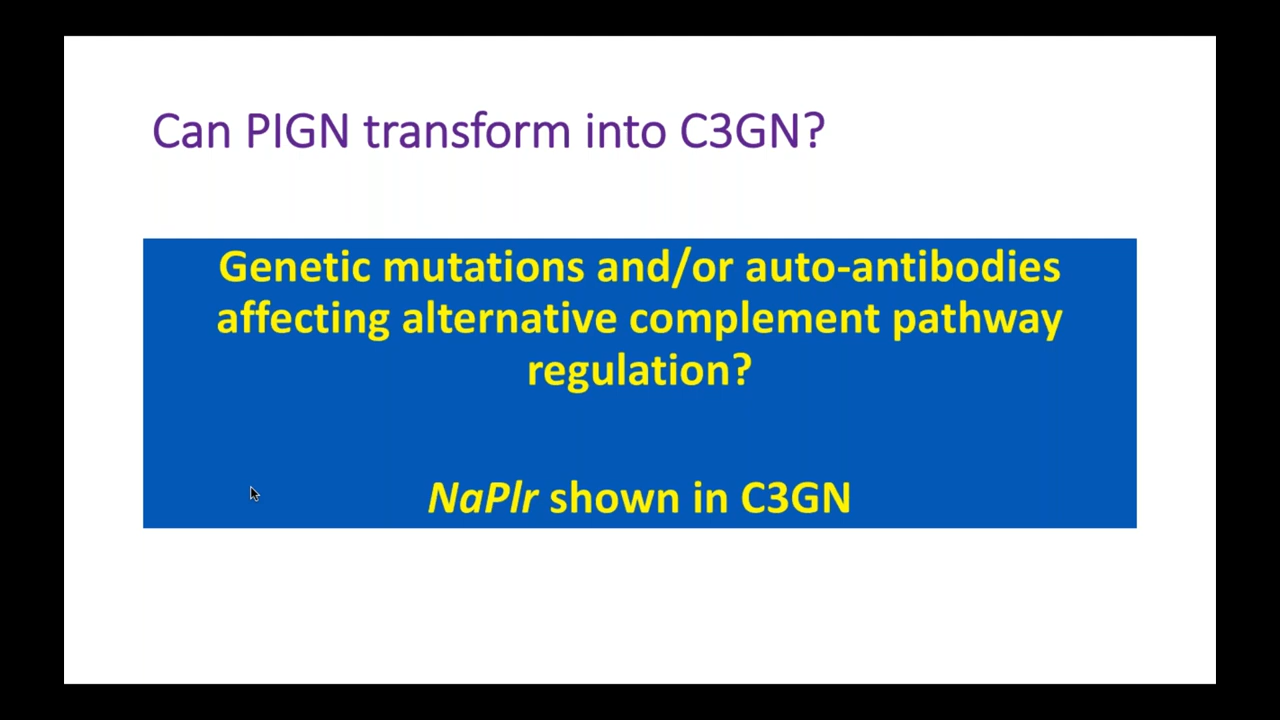 Can PIGN transform into C3GN?
Genetic mutations and/or auto-antibodies
affecting alternative complement pathway
regulation?
NaPlr shown in C3GN